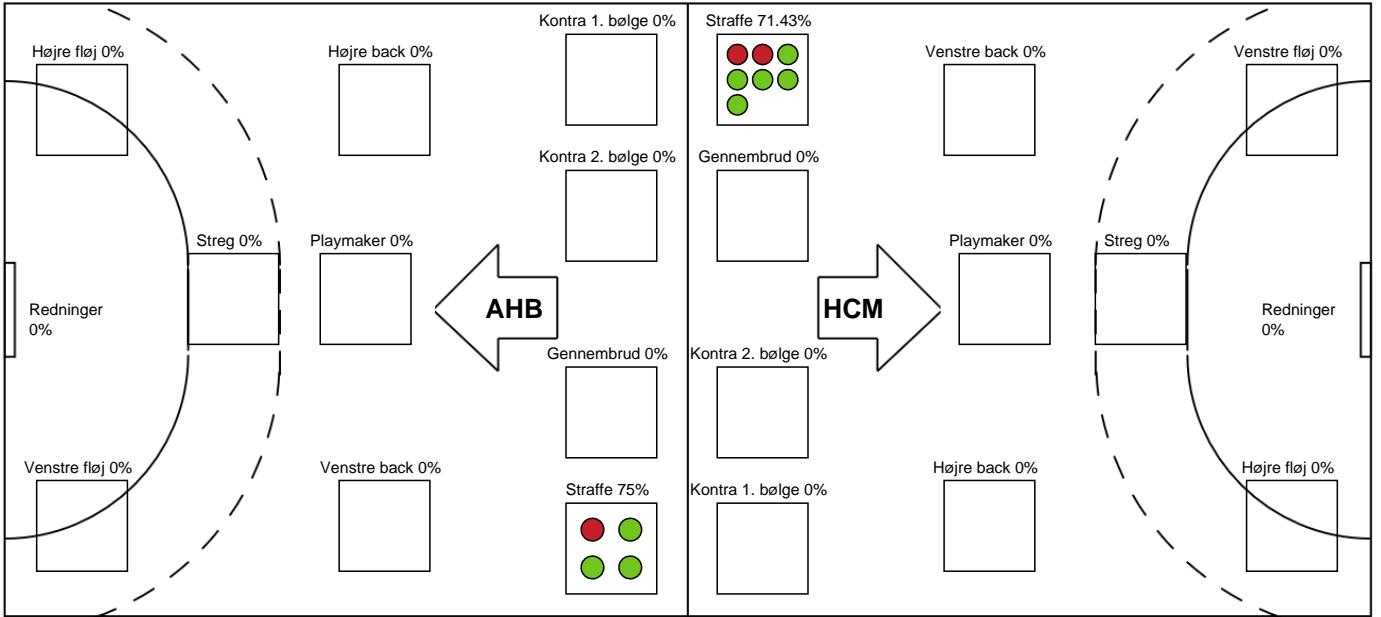 Kontra 1. bølge 0%
Straffe 71.43%
Højre fløj 0%
Højre back 0%
Venstre back 0%
Venstre fløj 0%
Kontra 2. bølge 0%
Gennembrud 0%
Streg 0%
Playmaker 0%
Playmaker 0%
Streg 0%
Redninger
0%
AHB
HCM
Redninger
0%
Gennembrud 0%
Kontra 2. bølge 0%
Venstre fløj 0%
Venstre back 0%
Højre back 0%
Højre fløj 0%
Straffe 75%
Kontra 1. bølge 0%